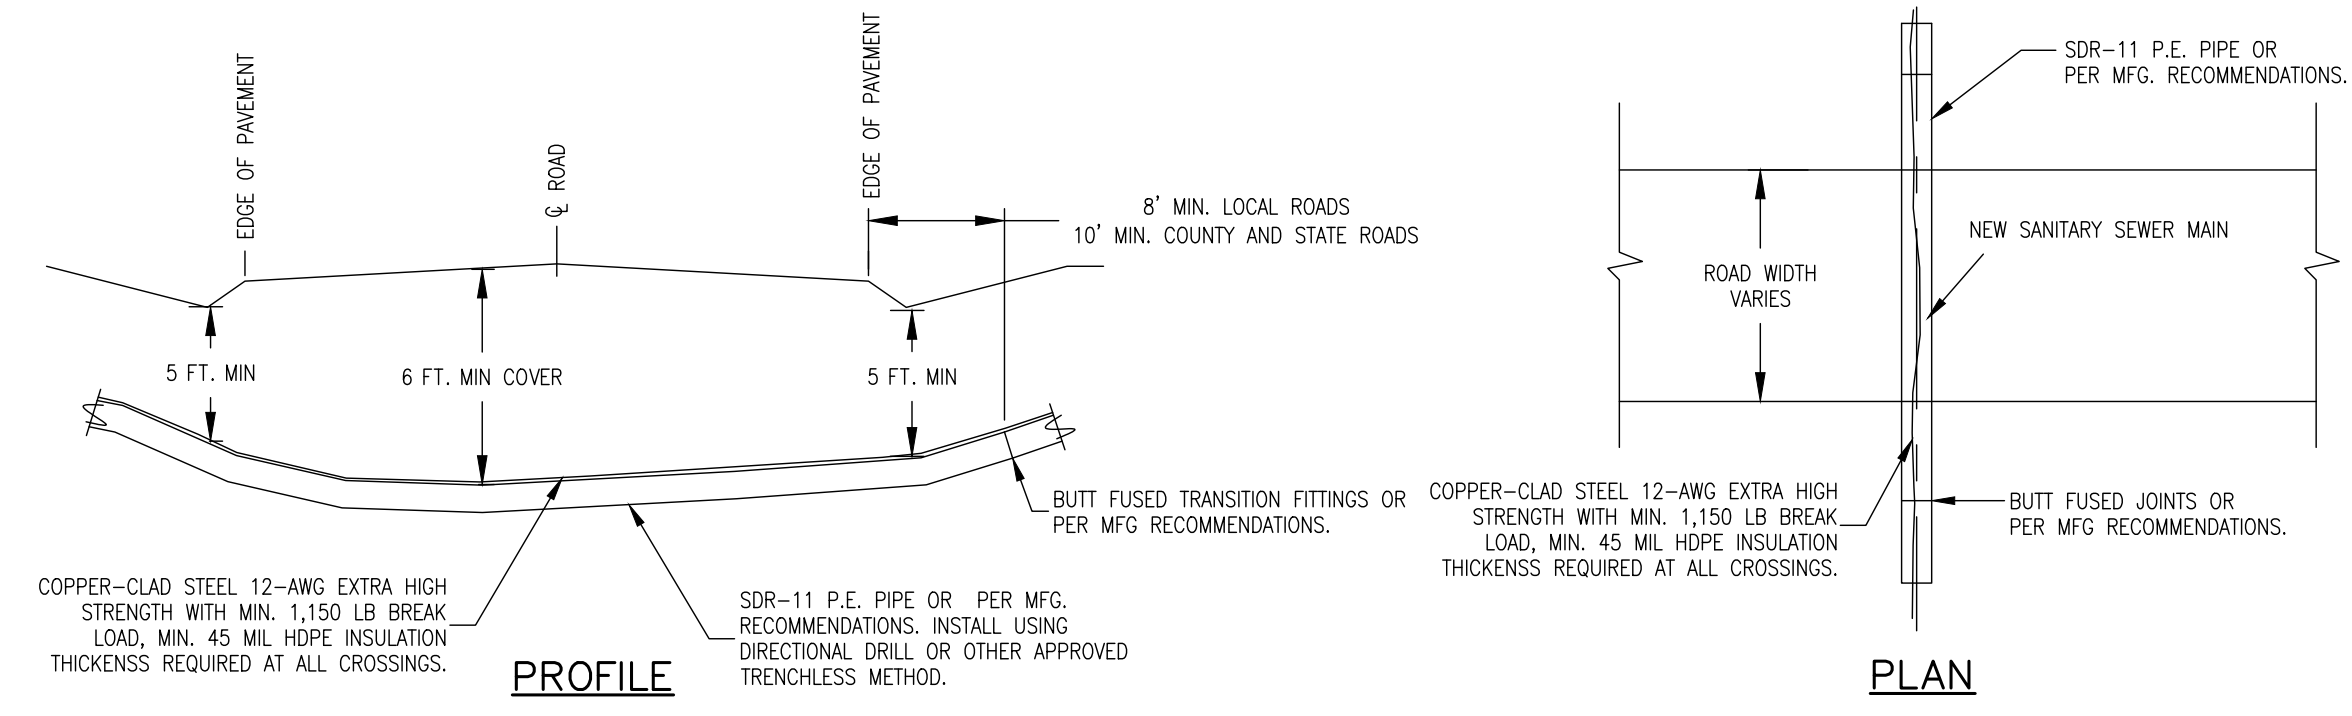 EDGE OF PAVEMENT
℄ ROAD
EDGE OF PAVEMENT
8' MIN. LOCAL ROADS
10' MIN. COUNTY AND STATE ROADS
5 FT. MIN
6 FT. MIN COVER
5 FT. MIN
BUTT FUSED TRANSITION FITTINGS OR
PER MFG RECOMMENDATIONS.
COPPER-CLAD STEEL 12-AWG EXTRA HIGH
STRENGTH WITH MIN. 1,150 LB BREAK
LOAD, MIN. 45 MIL HDPE INSULATION
THICKENSS REQUIRED AT ALL CROSSINGS.
SDR-11 P.E. PIPE OR PER MFG.
RECOMMENDATIONS. INSTALL USING
DIRECTIONAL DRILL OR OTHER APPROVED
TRENCHLESS METHOD.
PROFILE
SDR-11 P.E. PIPE OR
PER MFG. RECOMMENDATIONS.
NEW SANITARY SEWER MAIN
ROAD WIDTH
VARIES
COPPER-CLAD STEEL 12-AWG EXTRA HIGH
STRENGTH WITH MIN. 1,150 LB BREAK
LOAD, MIN. 45 MIL HDPE INSULATION
THICKENSS REQUIRED AT ALL CROSSINGS.
BUTT FUSED JOINTS OR
PER MFG RECOMMENDATIONS.
PLAN